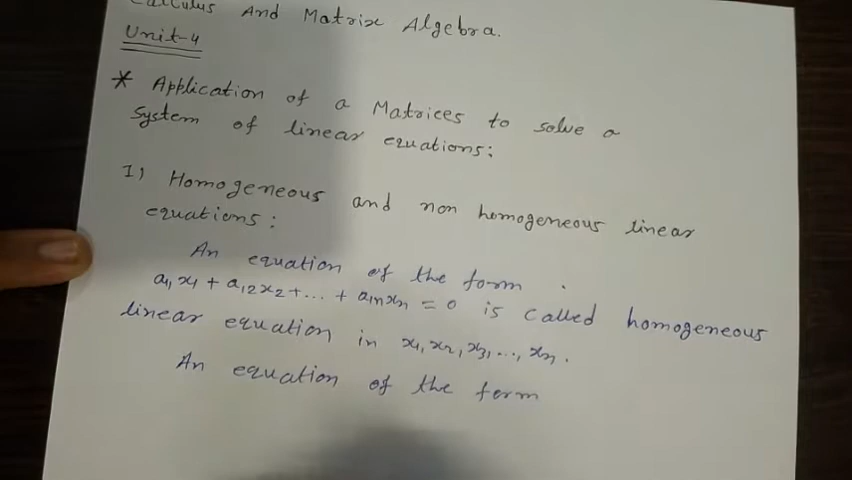 Calculus And Matrix Algebra.
Unit-4
* Application of a Matrices to solve a
system of linear equations:
1) Homogeneous and non homogeneous linear
equations:
An equation of the form
a₁₁x₁ + a₁₂x₂ + ... + a₁ₙxₙ = 0 is called homogeneous
linear equation in x₁, x₂, x₃, ..., xₙ.
An equation of the form